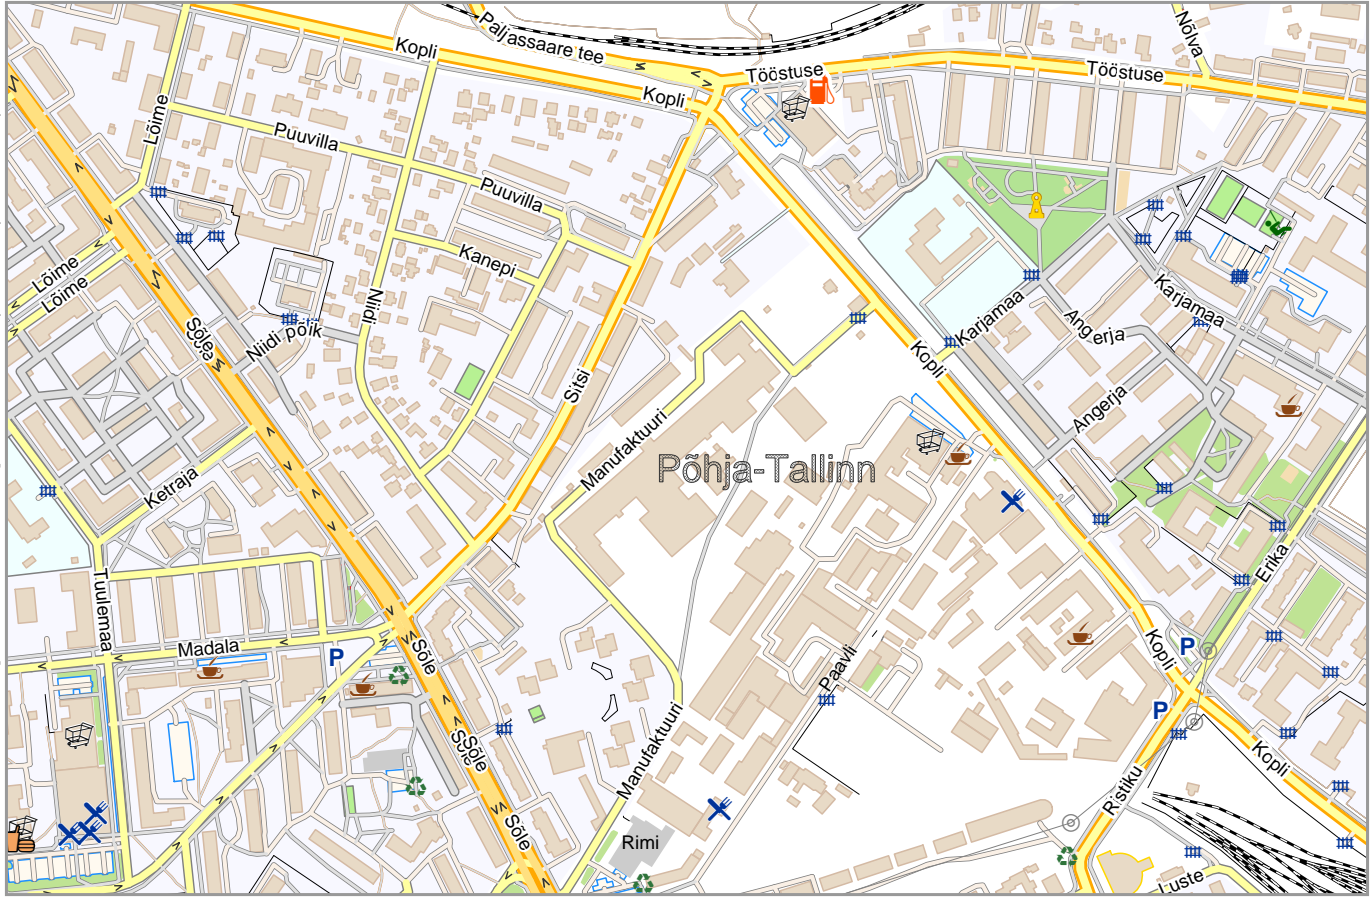 Paljassaare tee
Nõlva
Kopli
Tööstuse
Tööstuse
Kopli
Lõime
Puuvilla
Puuvilla
Kanepi
Lõime
Lõime
Niidi
Karjamaa
Karjamaa
Angerja
Sõle
Niidi põik
Kopli
Sitsi
Angerja
Manufaktuuri
Põhja-Tallinn
Ketraja
Erika
Tuulemaa
Madala
P
Sõle
Kopli
P
Paavli
P
Manufaktuuri
Sõle
Sõle
Kopli
Ristiku
Sõle
Rimi
Luste